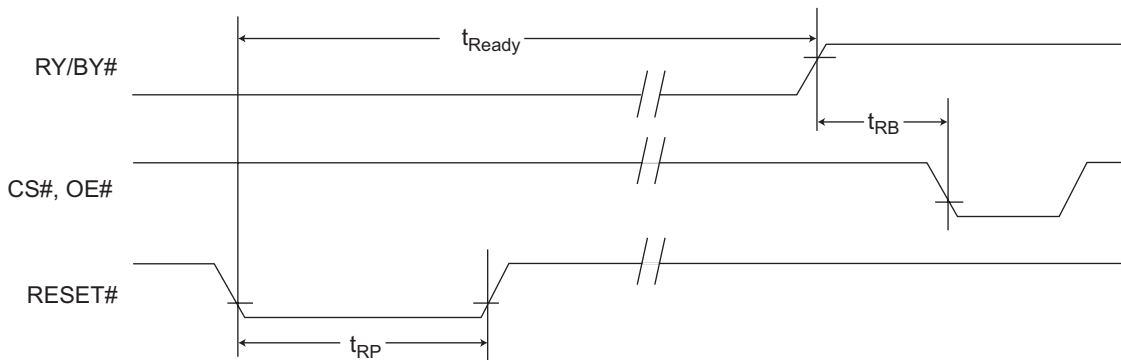 tReady
RY/BY#
tRB
CS#, OE#
RESET#
tRP